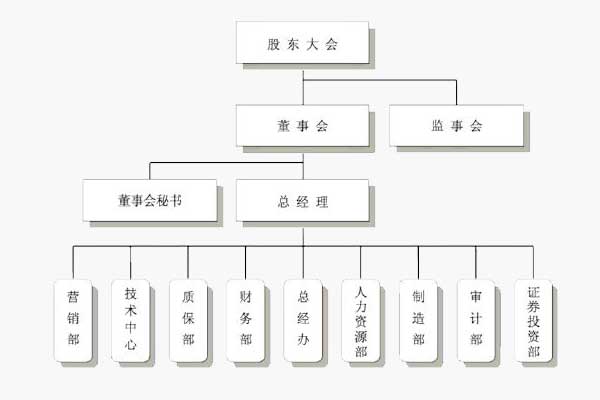 股东大会
董事会
监事会
董事会秘书
总经理
营销部
技术中心
质保部
财务部
总经办
人力资源部
制造部
审计部
证券投资部